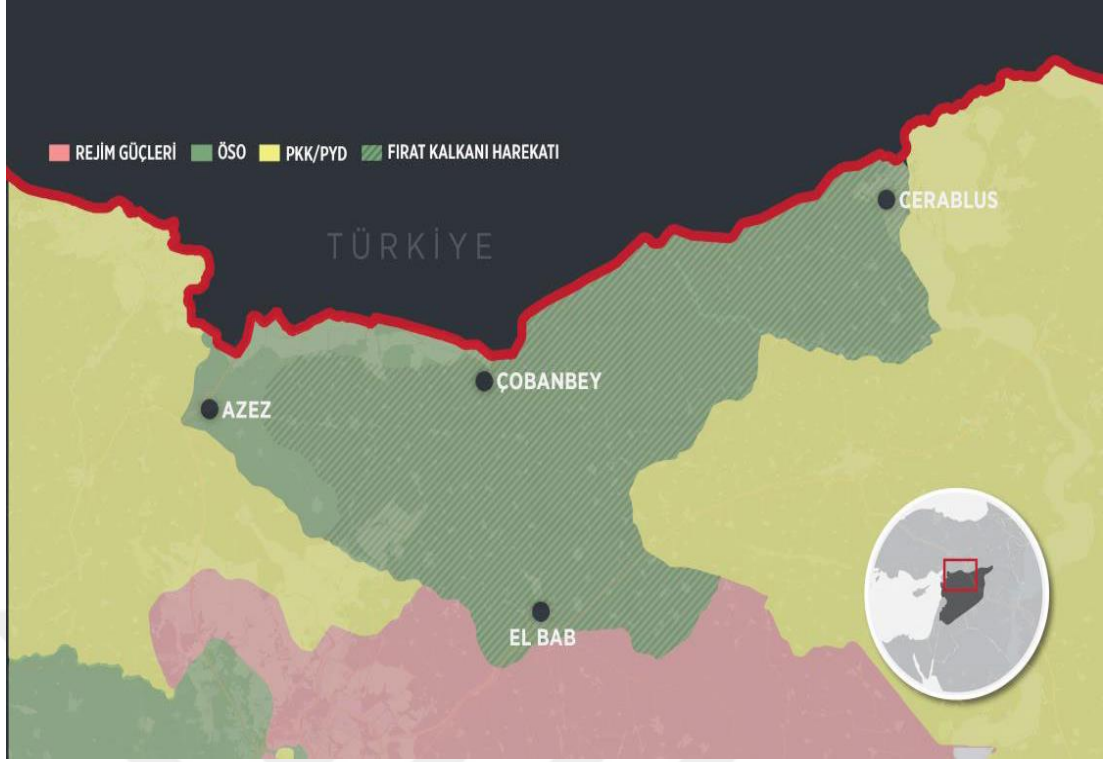 REJİM GÜÇLERİ ÖSO PKK/PYD FIRAT KALKANI HAREKATI
CERABLUS
TÜRKİYE
ÇOBANBEY
AZEZ
EL BAB